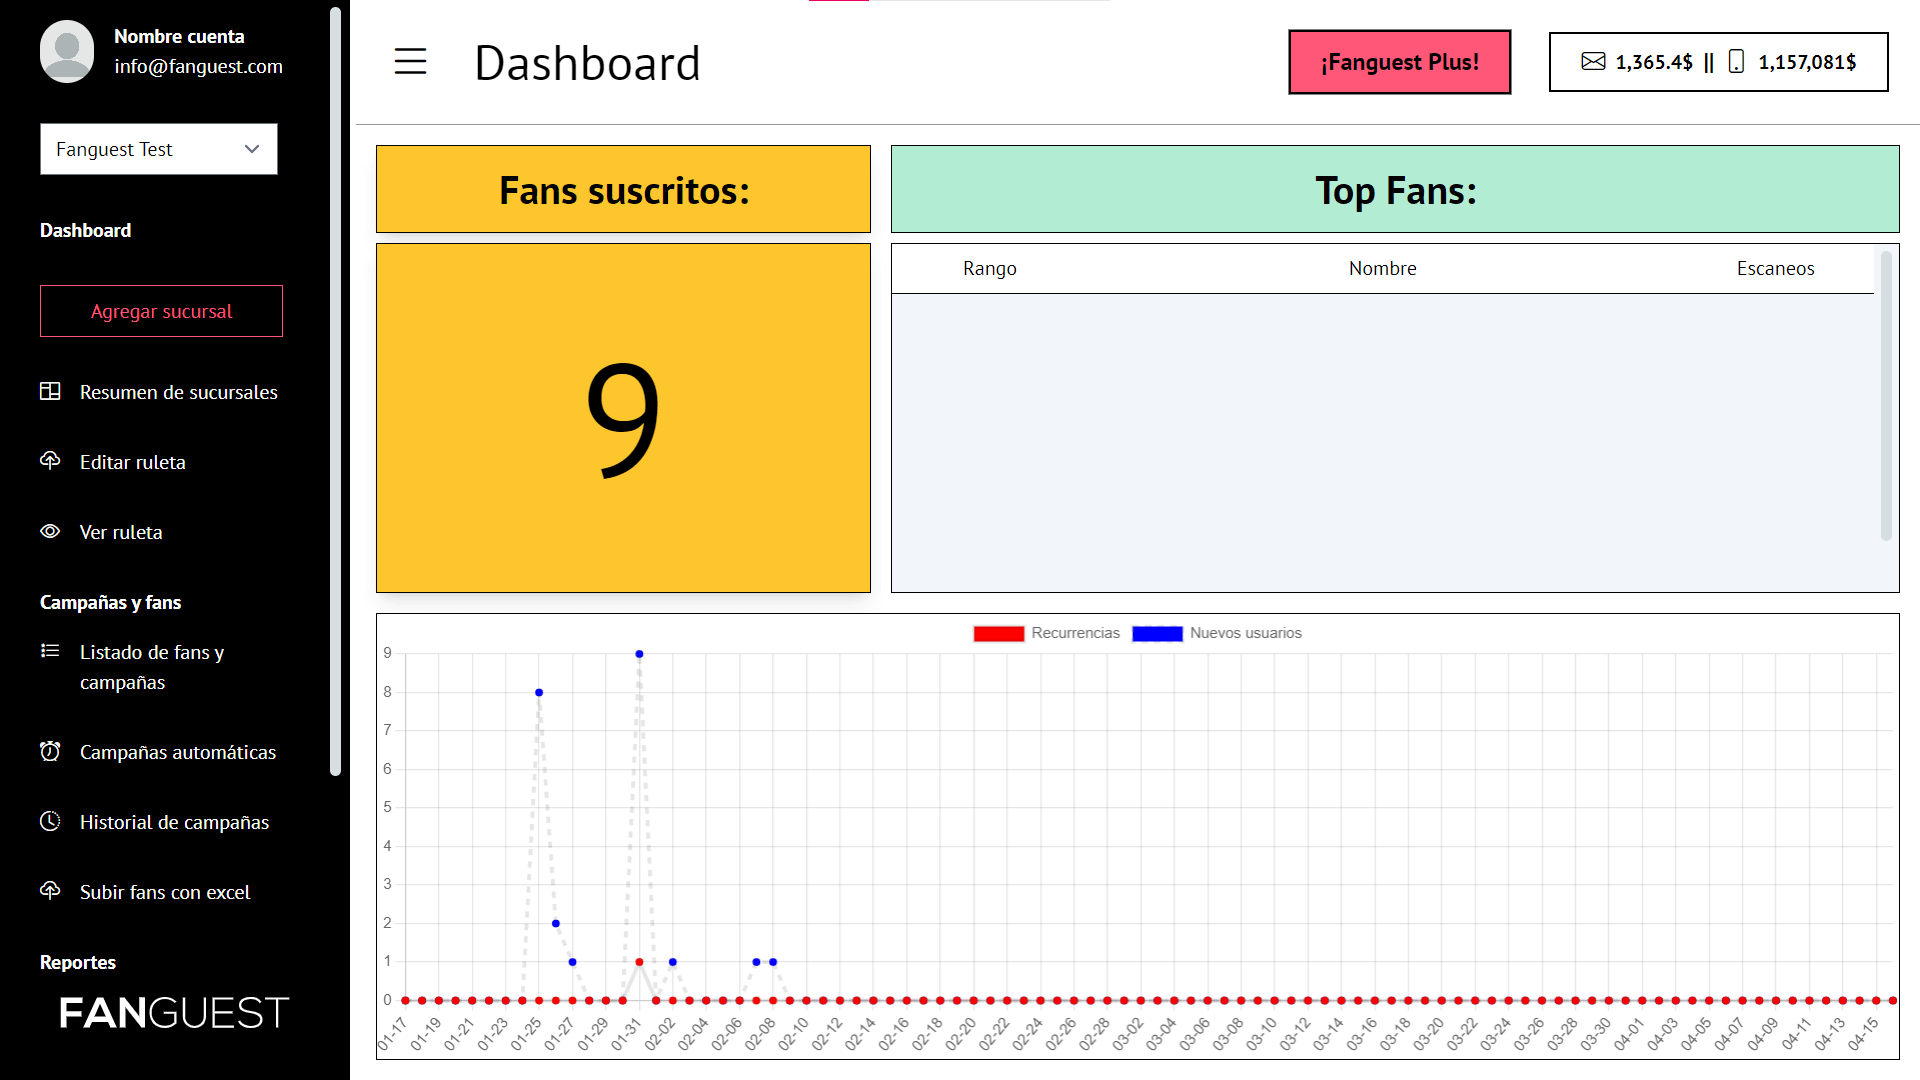 Nombre cuenta
info@fanguest.com
Fanguest Test
Dashboard
Agregar sucursal
Resumen de sucursales
Editar ruleta
Ver ruleta
Campañas y fans
Listado de fans y
campañas
Campañas automáticas
Historial de campañas
Subir fans con excel
Reportes
FANGUEST
Dashboard
¡Fanguest Plus!
1,365.4$ || 1,157,081$
Fans suscritos:
9
Top Fans:
Rango Nombre Escaneos
Recurrencias Nuevos usuarios
9
8
7
6
5
4
3
2
1
0
01-17 01-19 01-21 01-23 01-25 01-27 01-29 01-31 02-02 02-04 02-06 02-08 02-10 02-12 02-14 02-16 02-18 02-20 02-22 02-24 02-26 02-28 03-02 03-04 03-06 03-08 03-10 03-12 03-14 03-16 03-18 03-20 03-22 03-24 03-26 03-28 03-30 04-01 04-03 04-05 04-07 04-09 04-11 04-13 04-15